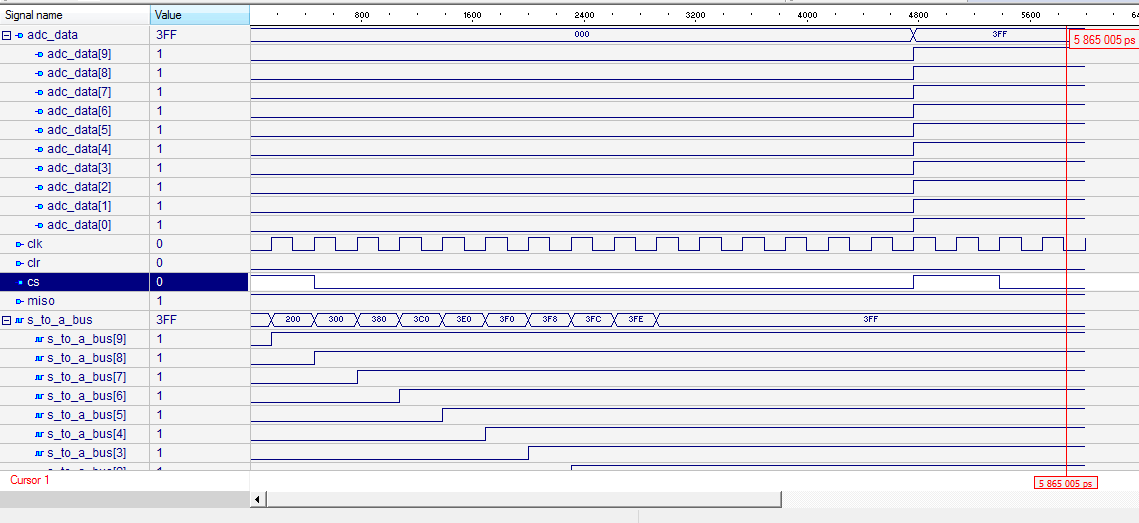 Signal name Value 800 1600 2400 3200 4000 4800 5600 64
adc_data 3FF 000 3FF 5 865 005 ps
adc_data[9] 1
adc_data[8] 1
adc_data[7] 1
adc_data[6] 1
adc_data[5] 1
adc_data[4] 1
adc_data[3] 1
adc_data[2] 1
adc_data[1] 1
adc_data[0] 1
clk 0
clr 0
cs 0
miso 1
s_to_a_bus 3FF 200 300 380 3C0 3E0 3F0 3F8 3FC 3FE 3FF
s_to_a_bus[9] 1
s_to_a_bus[8] 1
s_to_a_bus[7] 1
s_to_a_bus[6] 1
s_to_a_bus[5] 1
s_to_a_bus[4] 1
s_to_a_bus[3] 1
Cursor 1 5 865 005 ps